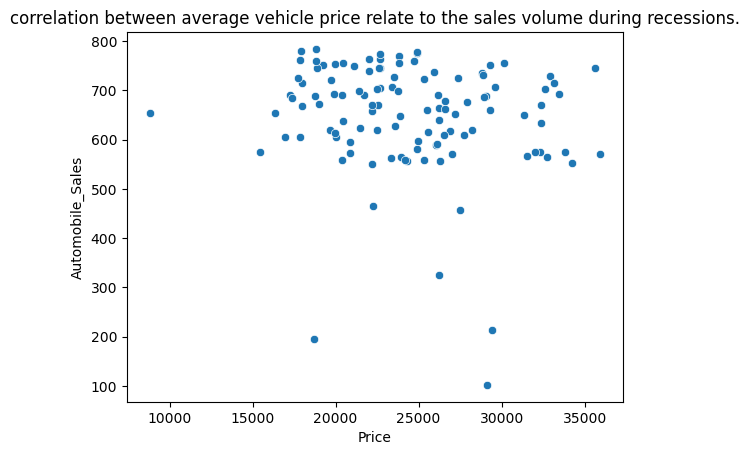 correlation between average vehicle price relate to the sales volume during recessions.
800
700
600
500
400
300
200
100
Automobile_Sales
10000 15000 20000 25000 30000 35000
Price